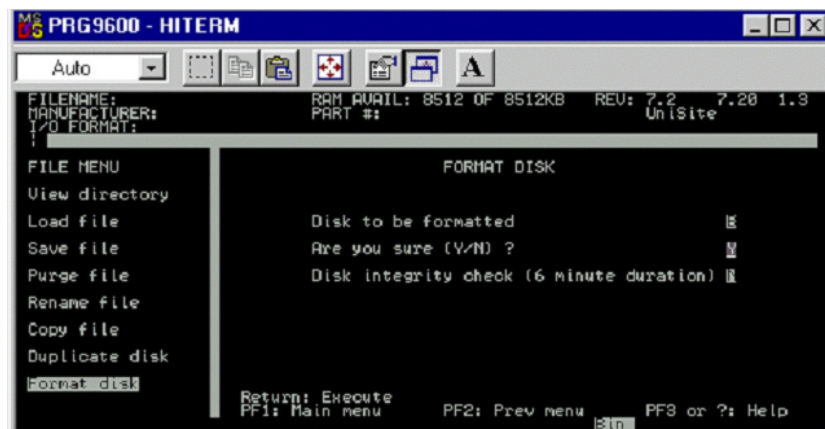 PRG9600 - HITERM
Auto
A
FILENAME: RAM AVAIL: 8512 OF 8512KB REV: 7.2 7.20 1.3
MANUFACTURER: PART #: UniSite
I/O FORMAT:
FILE MENU FORMAT DISK
View directory
Load file Disk to be formatted
Save file Are you sure (Y/N) ? Y
Purge file Disk integrity check (6 minute duration)
Rename file
Copy file
Duplicate disk
Format disk
Return: Execute
PF1: Main menu PF2: Prev menu PF3 or ?: Help